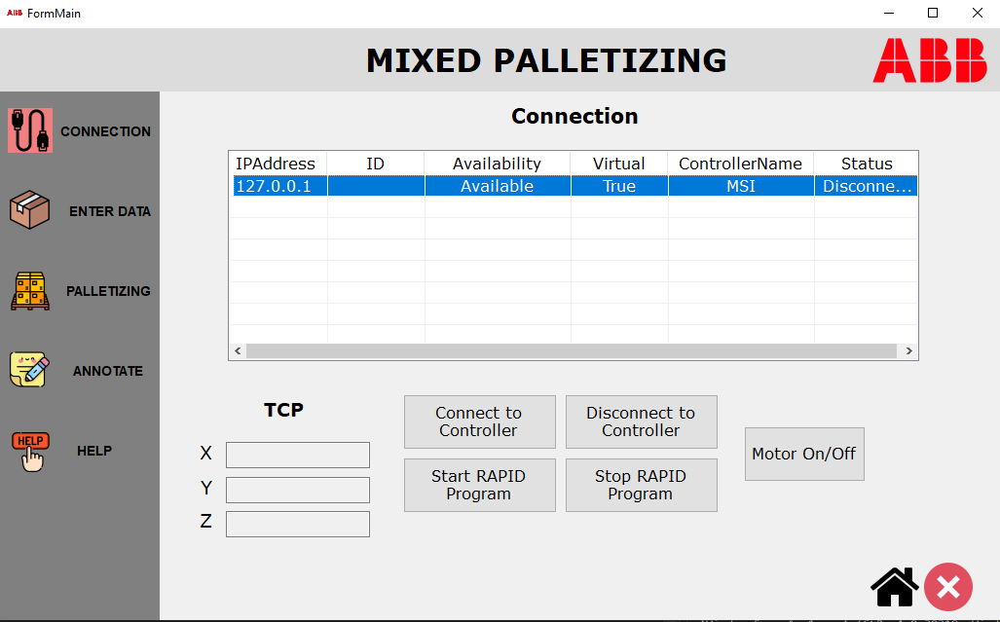 ABB FormMain
MIXED PALLETIZING
ABB
CONNECTION
ENTER DATA
PALLETIZING
ANNOTATE
HELP
HELP
Connection
IPAddress ID Availability Virtual ControllerName Status
127.0.0.1 Available True MSI Disconne...
TCP
X
Y
Z
Connect to
Controller
Disconnect to
Controller
Start RAPID
Program
Stop RAPID
Program
Motor On/Off